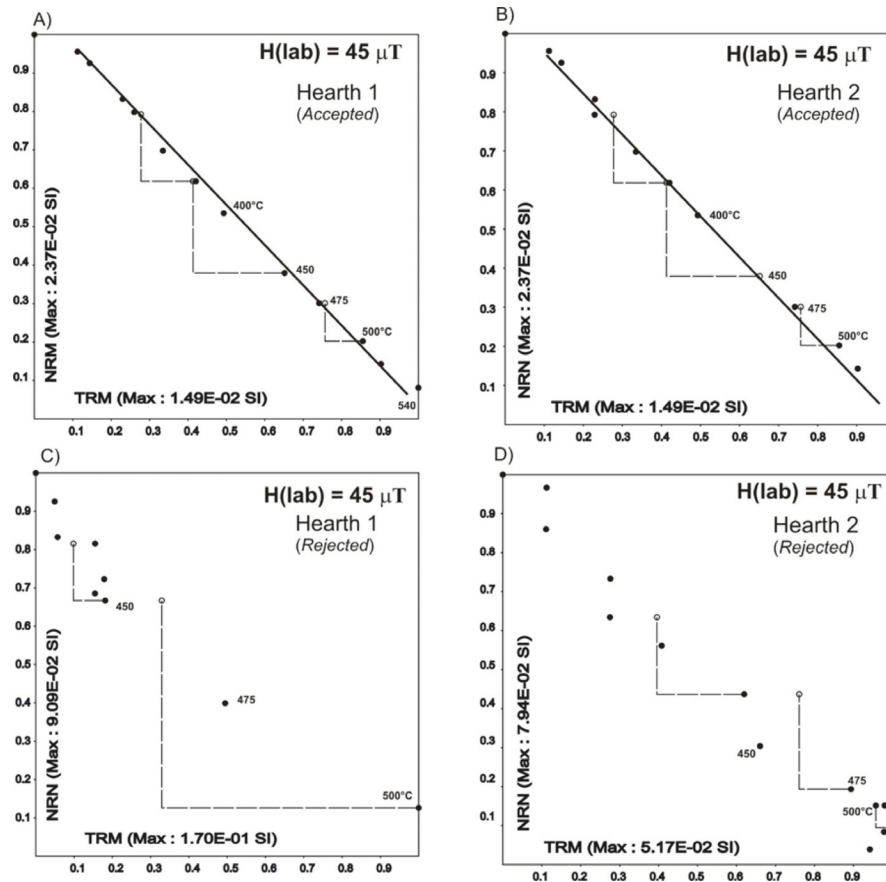 A)
H(lab) = 45 μT
Hearth 1
(Accepted)
0.9
0.8
0.7
0.6
0.5
0.4
0.3
0.2
0.1
NRM (Max : 2.37E-02 SI)
400°C
450
475
500°C
540
TRM (Max : 1.49E-02 SI)
0.1 0.2 0.3 0.4 0.5 0.6 0.7 0.8 0.9
B)
H(lab) = 45 μT
Hearth 2
(Accepted)
0.9
0.8
0.7
0.6
0.5
0.4
0.3
0.2
0.1
NRN (Max : 2.37E-02 SI)
400°C
450
475
500°C
TRM (Max : 1.49E-02 SI)
0.1 0.2 0.3 0.4 0.5 0.6 0.7 0.8 0.9
C)
H(lab) = 45 μT
Hearth 1
(Rejected)
0.9
0.8
0.7
0.6
0.5
0.4
0.3
0.2
0.1
NRN (Max : 9.09E-02 SI)
450
475
500°C
TRM (Max : 1.70E-01 SI)
0.1 0.2 0.3 0.4 0.5 0.6 0.7 0.8 0.9
D)
H(lab) = 45 μT
Hearth 2
(Rejected)
0.9
0.8
0.7
0.6
0.5
0.4
0.3
0.2
0.1
NRN (Max : 7.94E-02 SI)
450
475
500°C
TRM (Max : 5.17E-02 SI)
0.1 0.2 0.3 0.4 0.5 0.6 0.7 0.8 0.9